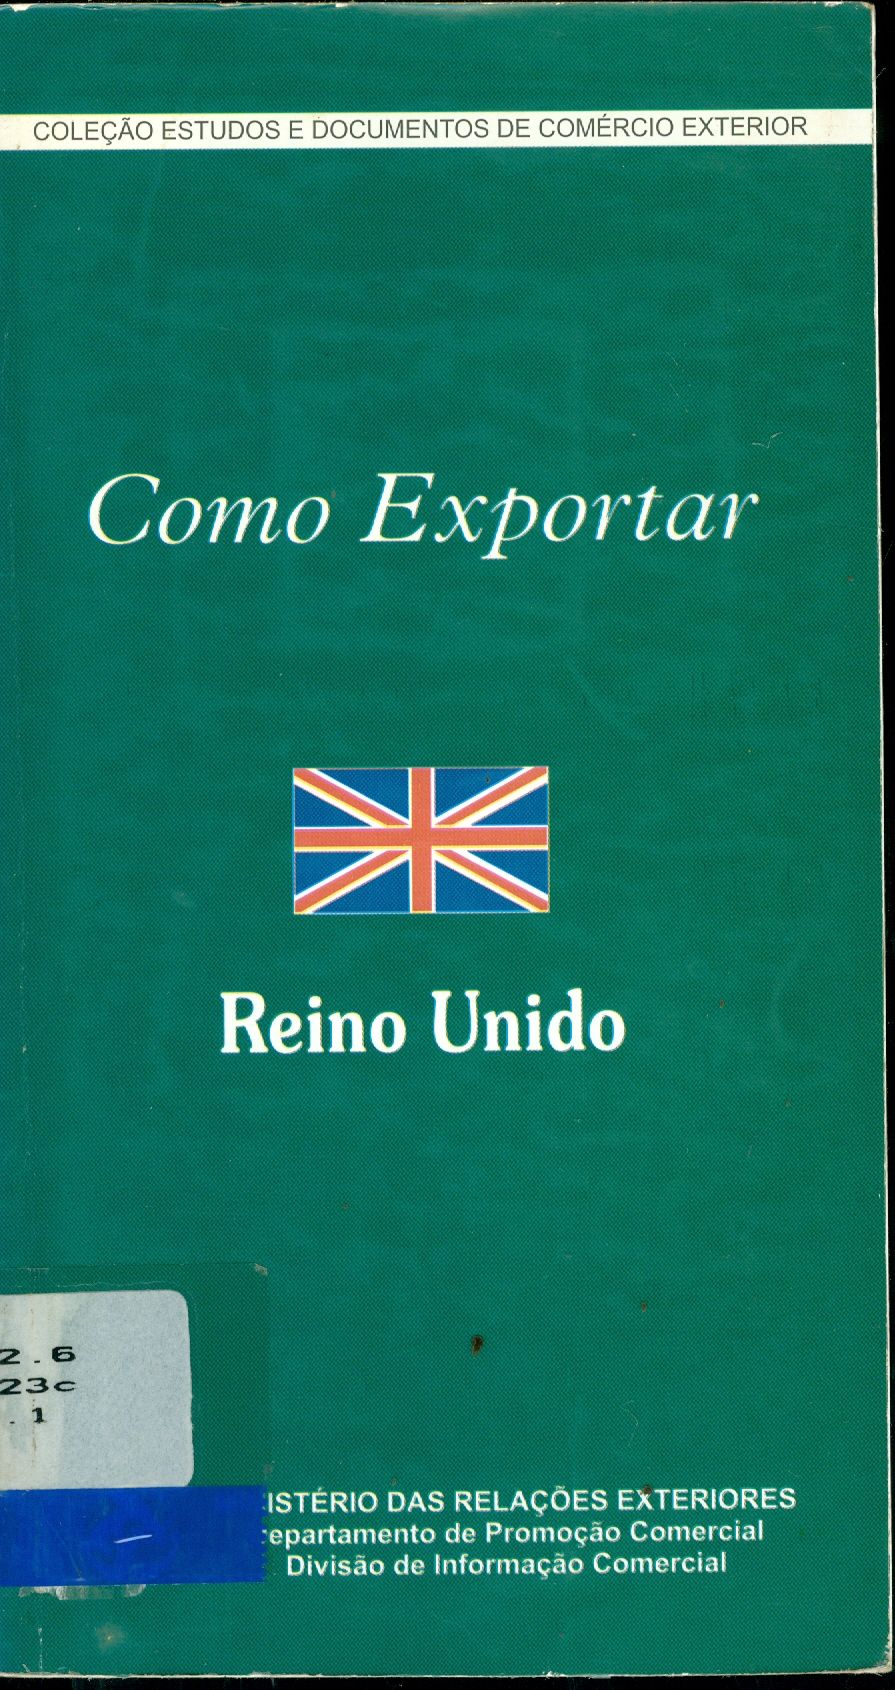 COLEÇÃO ESTUDOS E DOCUMENTOS DE COMÉRCIO EXTERIOR
Como Exportar
Reino Unido
2.6
23c
.1
ISTÉRIO DAS RELAÇÕES EXTERIORES
epartamento de Promoção Comercial
Divisão de Informação Comercial